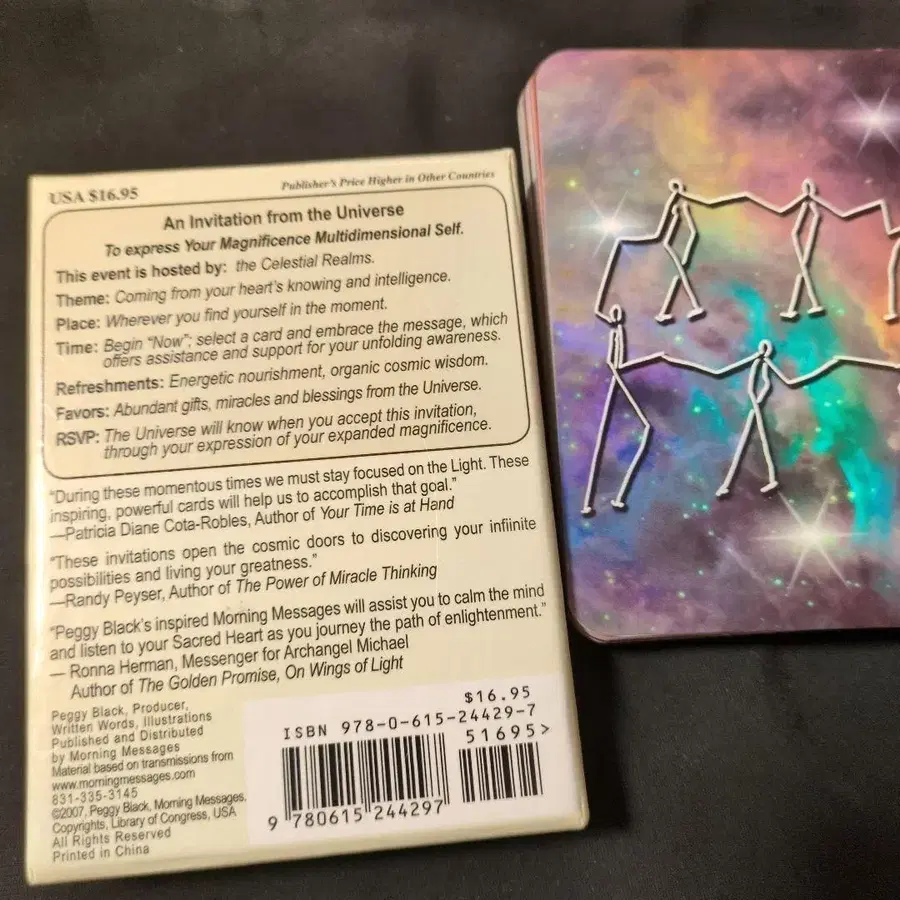 USA $16.95
Publisher's Price Higher in Other Countries
An Invitation from the Universe
To express Your Magnificence Multidimensional Self.
This event is hosted by: the Celestial Realms.
Theme: Coming from your heart's knowing and intelligence.
Place: Wherever you find yourself in the moment.
Time: Begin "Now"; select a card and embrace the message, which
offers assistance and support for your unfolding awareness.
Refreshments: Energetic nourishment, organic cosmic wisdom.
Favors: Abundant gifts, miracles and blessings from the Universe.
RSVP: The Universe will know when you accept this invitation,
through your expression of your expanded magnificence.
"During these momentous times we must stay focused on the Light. These
inspiring, powerful cards will help us to accomplish that goal."
—Patricia Diane Cota-Robles, Author of Your Time is at Hand
"These invitations open the cosmic doors to discovering your infiinite
possibilities and living your greatness."
—Randy Peyser, Author of The Power of Miracle Thinking
"Peggy Black's inspired Morning Messages will assist you to calm the mind
and listen to your Sacred Heart as you journey the path of enlightenment."
— Ronna Herman, Messenger for Archangel Michael
Author of The Golden Promise, On Wings of Light
Peggy Black, Producer,
Written Words, Illustrations
Published and Distributed
by Morning Messages
Material based on transmissions from
www.morningmessages.com
831-335-3145
©2007, Peggy Black, Morning Messages.
Copyrights, Library of Congress, USA
All Rights Reserved
Printed in China
$16.95
ISBN 978-0-615-24429-7
51695>
9 780615 244297